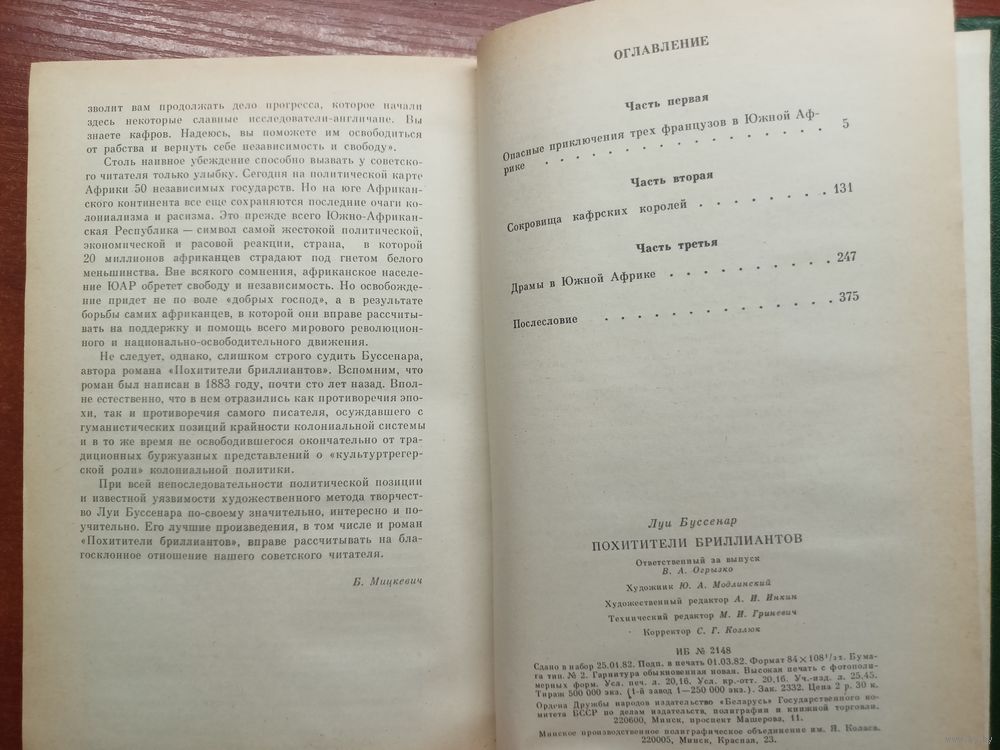 зволит вам продолжать дело прогресса, которое начали
здесь некоторые славные исследователи-англичане. Вы
знаете кафров. Надеюсь, вы поможете им освободиться
от рабства и вернуть себе независимость и свободу».
Столь наивное убеждение способно вызвать у советско-
го читателя только улыбку. Сегодня на политической карте
Африки 50 независимых государств. Но на юге Африкан-
ского континента все еще сохраняются последние очаги ко-
лониализма и расизма. Это прежде всего Южно-Африкан-
ская Республика — символ самой жестокой политической,
экономической и расовой реакции, страна, в которой
20 миллионов африканцев страдают под гнетом белого
меньшинства. Вне всякого сомнения, африканское населе-
ние ЮАР обретет свободу и независимость. Но освобожде-
ние придет не по воле «добрых господ», а в результате
борьбы самих африканцев, в которой они вправе рассчиты-
вать на поддержку и помощь всего мирового революцион-
ного и национально-освободительного движения.
Не следует, однако, слишком строго судить Буссенара,
автора романа «Похитители бриллиантов». Вспомним, что
роман был написан в 1883 году, почти сто лет назад. Впол-
не естественно, что в нем отразились как противоречия эпо-
хи, так и противоречия самого писателя, осуждавшего с
гуманистических позиций крайности колониальной системы
и в то же время не освободившегося окончательно от тра-
диционных буржуазных представлений о «культуртрегер-
ской роли» колониальной политики.
При всей непоследовательности политической позиции
и известной уязвимости художественного метода творчест-
во Луи Буссенара по-своему значительно, интересно и по-
учительно. Его лучшие произведения, в том числе и роман
«Похитители бриллиантов», вправе рассчитывать на бла-
госклонное отношение нашего советского читателя.
Б. Мицкевич
ОГЛАВЛЕНИЕ
Часть первая
Опасные приключения трех французов в Южной Аф-
рике . . . . . . . . . . . . . . 5
Часть вторая
Сокровища кафрских королей . . . . . . . . 131
Часть третья
Драмы в Южной Африке . . . . . . . . . 247
Послесловие . . . . . . . . . . . . 375
Луи Буссенар
ПОХИТИТЕЛИ БРИЛЛИАНТОВ
Ответственный за выпуск
В. А. Огрызко
Художник Ю. А. Модлинский
Художественный редактор А. И. Инхин
Технический редактор М. И. Гриневич
Корректор С. Г. Козлюк
ИБ № 2148
Сдано в набор 25.01.82. Подп. в печать 01.03.82. Формат 84×108 1/32. Бума-
га тип. № 2. Гарнитура обыкновенная новая. Высокая печать с фотополи-
мерных форм. Усл. печ. л. 20,16. Усл. кр.-отт. 20,16. Уч.-изд. л. 25,45.
Тираж 500 000 экз. (1-й завод 1—250 000 экз.). Зак. 2332. Цена 2 р. 30 к.
Ордена Дружбы народов издательство «Беларусь» Государственного ко-
митета БССР по делам издательств, полиграфии и книжной торговли.
220600, Минск, проспект Машерова, 11.
Минское производственное полиграфическое объединение им. Я. Коласа.
220005, Минск, Красная, 23.